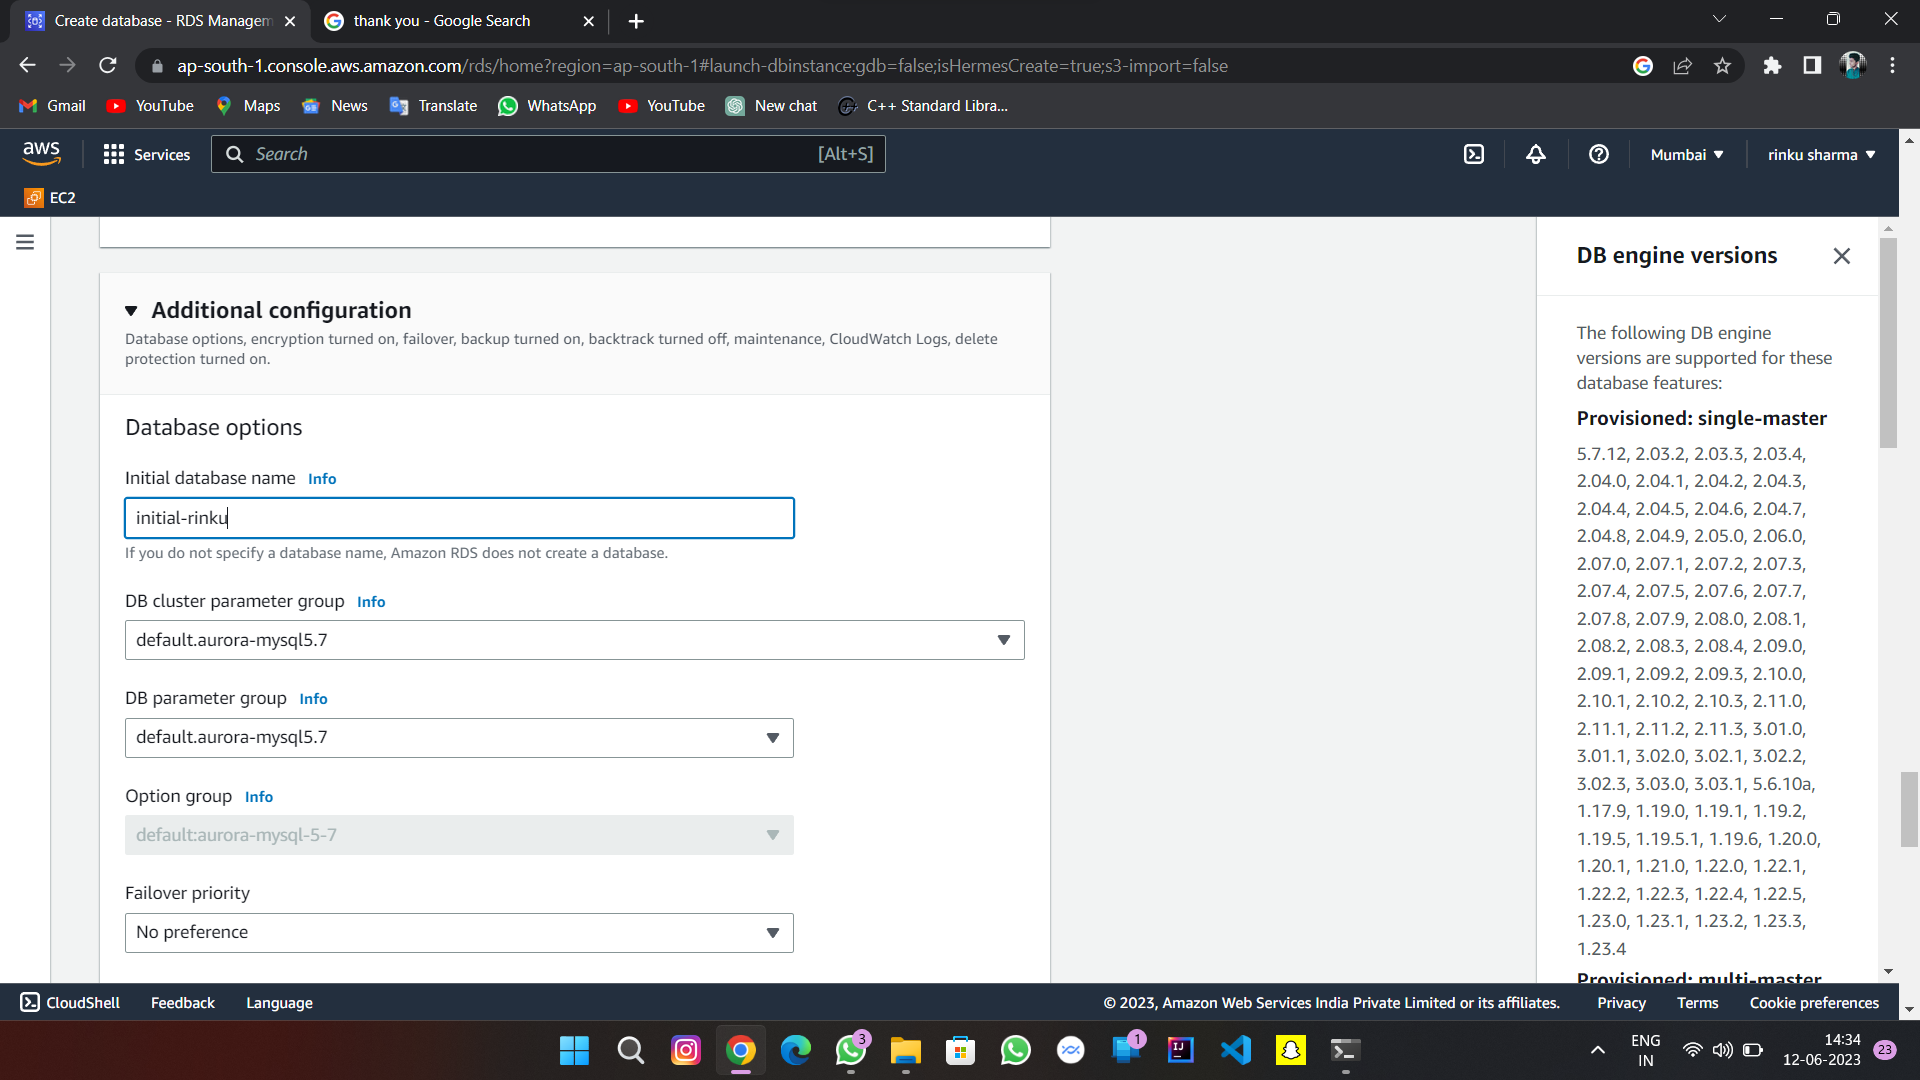 Create database - RDS Managem
thank you - Google Search
ap-south-1.console.aws.amazon.com/rds/home?region=ap-south-1#launch-dbinstance:gdb=false;isHermesCreate=true;s3-import=false
Gmail YouTube Maps News Translate WhatsApp YouTube New chat C++ Standard Libra...
aws Services Search [Alt+S] Mumbai rinku sharma
EC2
Additional configuration
Database options, encryption turned on, failover, backup turned on, backtrack turned off, maintenance, CloudWatch Logs, delete
protection turned on.
Database options
Initial database name Info
initial-rinku
If you do not specify a database name, Amazon RDS does not create a database.
DB cluster parameter group Info
default.aurora-mysql5.7
DB parameter group Info
default.aurora-mysql5.7
Option group Info
default:aurora-mysql-5-7
Failover priority
No preference
DB engine versions
The following DB engine
versions are supported for these
database features:
Provisioned: single-master
5.7.12, 2.03.2, 2.03.3, 2.03.4,
2.04.0, 2.04.1, 2.04.2, 2.04.3,
2.04.4, 2.04.5, 2.04.6, 2.04.7,
2.04.8, 2.04.9, 2.05.0, 2.06.0,
2.07.0, 2.07.1, 2.07.2, 2.07.3,
2.07.4, 2.07.5, 2.07.6, 2.07.7,
2.07.8, 2.07.9, 2.08.0, 2.08.1,
2.08.2, 2.08.3, 2.08.4, 2.09.0,
2.09.1, 2.09.2, 2.09.3, 2.10.0,
2.10.1, 2.10.2, 2.10.3, 2.11.0,
2.11.1, 2.11.2, 2.11.3, 3.01.0,
3.01.1, 3.02.0, 3.02.1, 3.02.2,
3.02.3, 3.03.0, 3.03.1, 5.6.10a,
1.17.9, 1.19.0, 1.19.1, 1.19.2,
1.19.5, 1.19.5.1, 1.19.6, 1.20.0,
1.20.1, 1.21.0, 1.22.0, 1.22.1,
1.22.2, 1.22.3, 1.22.4, 1.22.5,
1.23.0, 1.23.1, 1.23.2, 1.23.3,
1.23.4
Provisioned: multi-master
CloudShell Feedback Language © 2023, Amazon Web Services India Private Limited or its affiliates. Privacy Terms Cookie preferences
3
1
IJ
ENG
IN
14:34
12-06-2023
23